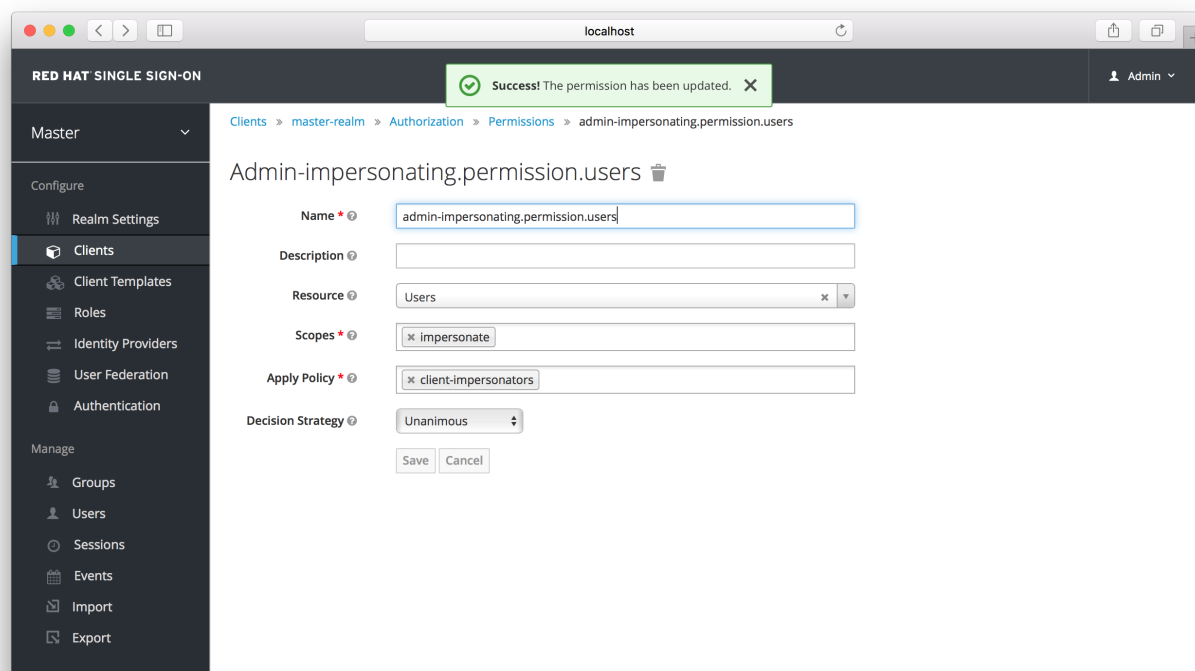 localhost
RED HAT SINGLE SIGN-ON
Success! The permission has been updated.
Admin
Master
Clients » master-realm » Authorization » Permissions » admin-impersonating.permission.users
Admin-impersonating.permission.users
Configure
Realm Settings
Clients
Client Templates
Roles
Identity Providers
User Federation
Authentication
Manage
Groups
Users
Sessions
Events
Import
Export
Name *
admin-impersonating.permission.users
Description
Resource
Users
Scopes *
impersonate
Apply Policy *
client-impersonators
Decision Strategy
Unanimous
Save Cancel